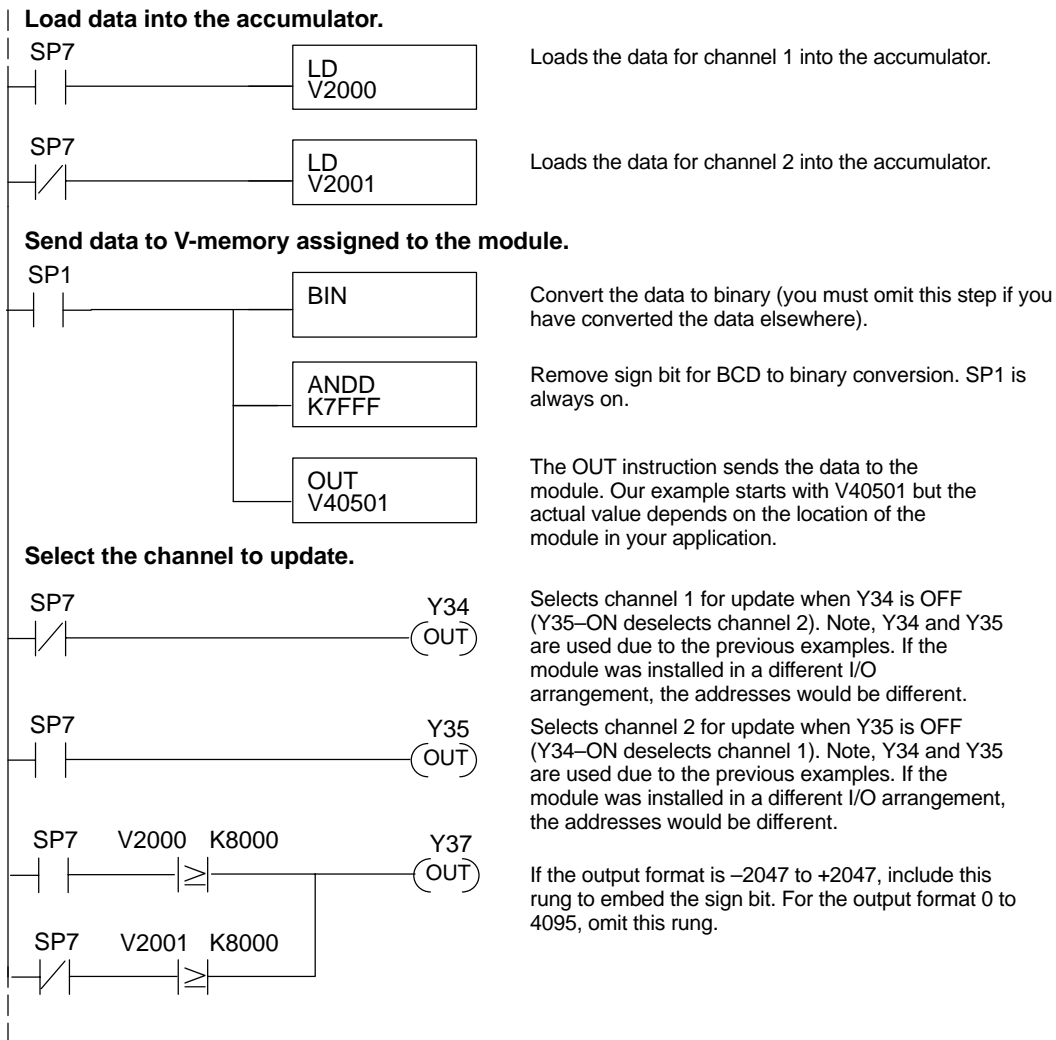 Load data into the accumulator.
SP7
LD
V2000
Loads the data for channel 1 into the accumulator.
SP7
LD
V2001
Loads the data for channel 2 into the accumulator.
Send data to V-memory assigned to the module.
SP1
BIN
Convert the data to binary (you must omit this step if you
have converted the data elsewhere).
ANDD
K7FFF
Remove sign bit for BCD to binary conversion. SP1 is
always on.
OUT
V40501
The OUT instruction sends the data to the
module. Our example starts with V40501 but the
actual value depends on the location of the
module in your application.
Select the channel to update.
SP7
Y34
OUT
Selects channel 1 for update when Y34 is OFF
(Y35–ON deselects channel 2). Note, Y34 and Y35
are used due to the previous examples. If the
module was installed in a different I/O
arrangement, the addresses would be different.
SP7
Y35
OUT
Selects channel 2 for update when Y35 is OFF
(Y34–ON deselects channel 1). Note, Y34 and Y35
are used due to the previous examples. If the
module was installed in a different I/O arrangement,
the addresses would be different.
SP7 V2000 K8000
≥
Y37
OUT
If the output format is –2047 to +2047, include this
rung to embed the sign bit. For the output format 0 to
4095, omit this rung.
SP7 V2001 K8000
≥